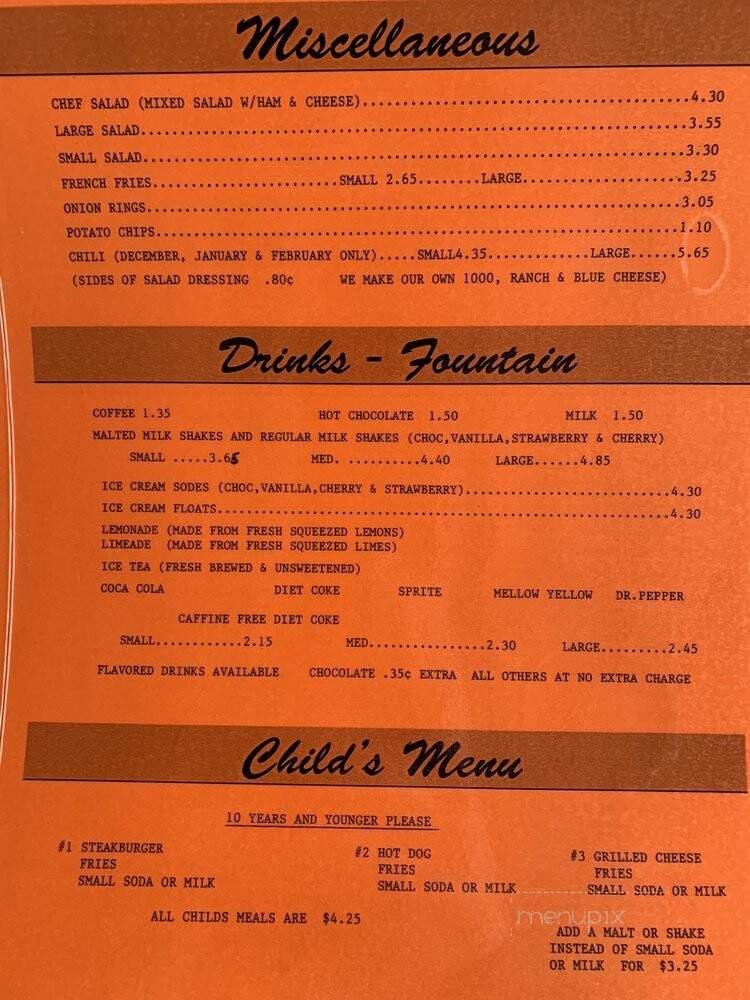 Miscellaneous
CHEF SALAD (MIXED SALAD W/HAM & CHEESE)........................................4.30
LARGE SALAD....................................................................3.55
SMALL SALAD....................................................................3.30
FRENCH FRIES.......................SMALL 2.65........LARGE....................3.25
ONION RINGS....................................................................3.05
POTATO CHIPS...................................................................1.10
CHILI (DECEMBER, JANUARY & FEBRUARY ONLY).....SMALL4.35.............LARGE......5.65
(SIDES OF SALAD DRESSING .80¢ WE MAKE OUR OWN 1000, RANCH & BLUE CHEESE)
Drinks - Fountain
COFFEE 1.35 HOT CHOCOLATE 1.50 MILK 1.50
MALTED MILK SHAKES AND REGULAR MILK SHAKES (CHOC,VANILLA,STRAWBERRY & CHERRY)
SMALL .....3.65 MED. ..........4.40 LARGE......4.85
ICE CREAM SODES (CHOC,VANILLA,CHERRY & STRAWBERRY)............................4.30
ICE CREAM FLOATS..............................................................4.30
LEMONADE (MADE FROM FRESH SQUEEZED LEMONS)
LIMEADE (MADE FROM FRESH SQUEEZED LIMES)
ICE TEA (FRESH BREWED & UNSWEETENED)
COCA COLA DIET COKE SPRITE MELLOW YELLOW DR.PEPPER
CAFFINE FREE DIET COKE
SMALL............2.15 MED................2.30 LARGE.........2.45
FLAVORED DRINKS AVAILABLE CHOCOLATE .35¢ EXTRA ALL OTHERS AT NO EXTRA CHARGE
Child's Menu
10 YEARS AND YOUNGER PLEASE
#1 STEAKBURGER
FRIES
SMALL SODA OR MILK
#2 HOT DOG
FRIES
SMALL SODA OR MILK
#3 GRILLED CHEESE
FRIES
SMALL SODA OR MILK
ALL CHILDS MEALS ARE $4.25
menupix
ADD A MALT OR SHAKE
INSTEAD OF SMALL SODA
OR MILK FOR $3.25